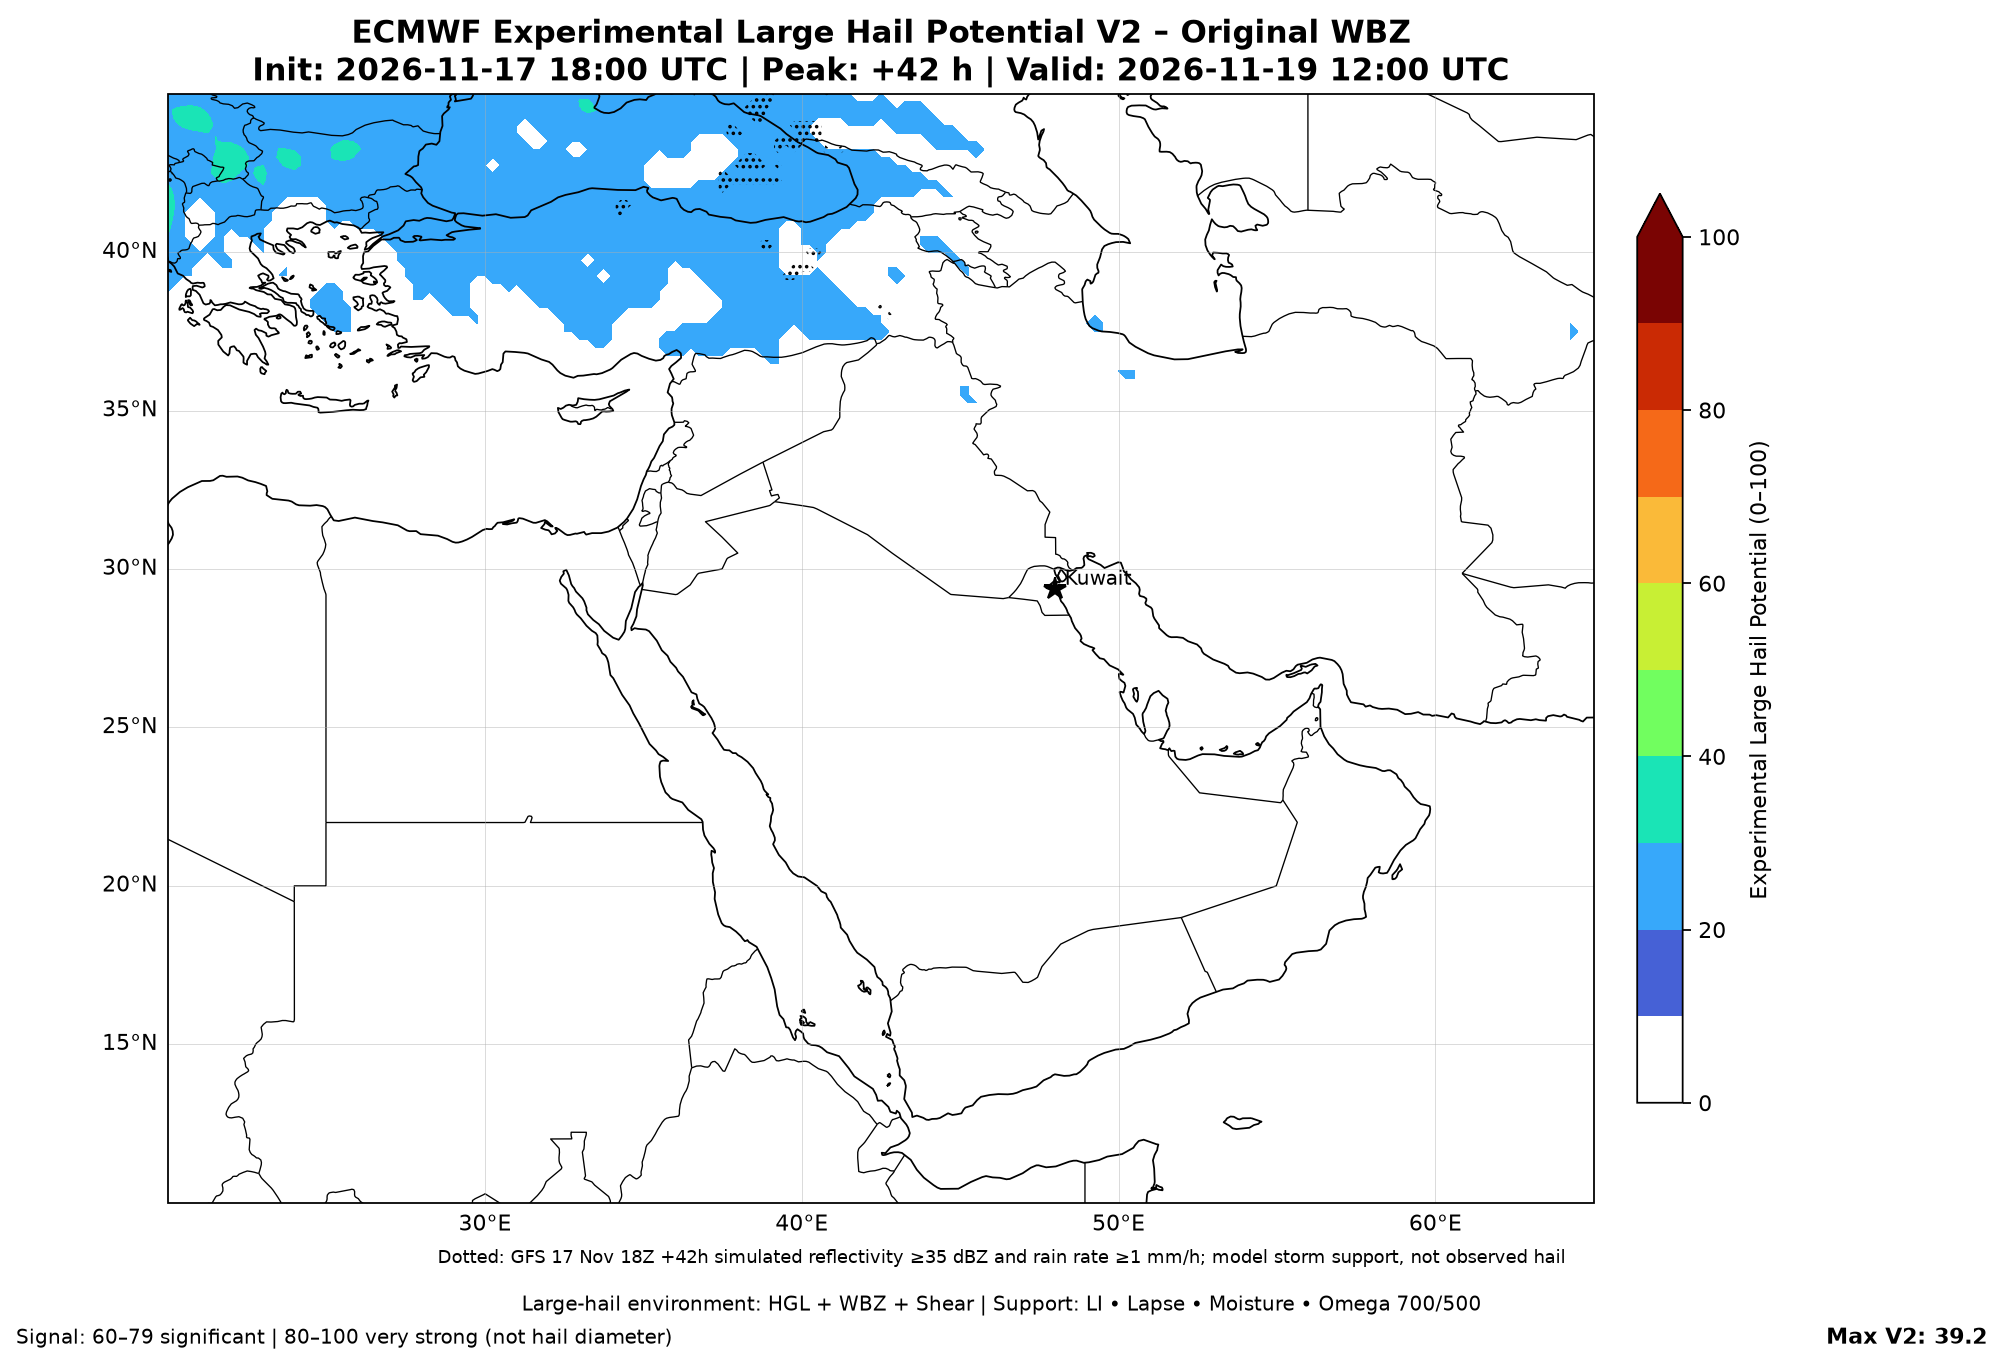 ECMWF Experimental Large Hail Potential V2 – Original WBZ
Init: 2026-11-17 18:00 UTC | Peak: +42 h | Valid: 2026-11-19 12:00 UTC
40°N
35°N
30°N
25°N
20°N
15°N
Kuwait
30°E
40°E
50°E
60°E
100
80
60
40
20
0
Experimental Large Hail Potential (0–100)
Dotted: GFS 17 Nov 18Z +42h simulated reflectivity ≥35 dBZ and rain rate ≥1 mm/h; model storm support, not observed hail
Large-hail environment: HGL + WBZ + Shear | Support: LI • Lapse • Moisture • Omega 700/500
Signal: 60–79 significant | 80–100 very strong (not hail diameter)
Max V2: 39.2